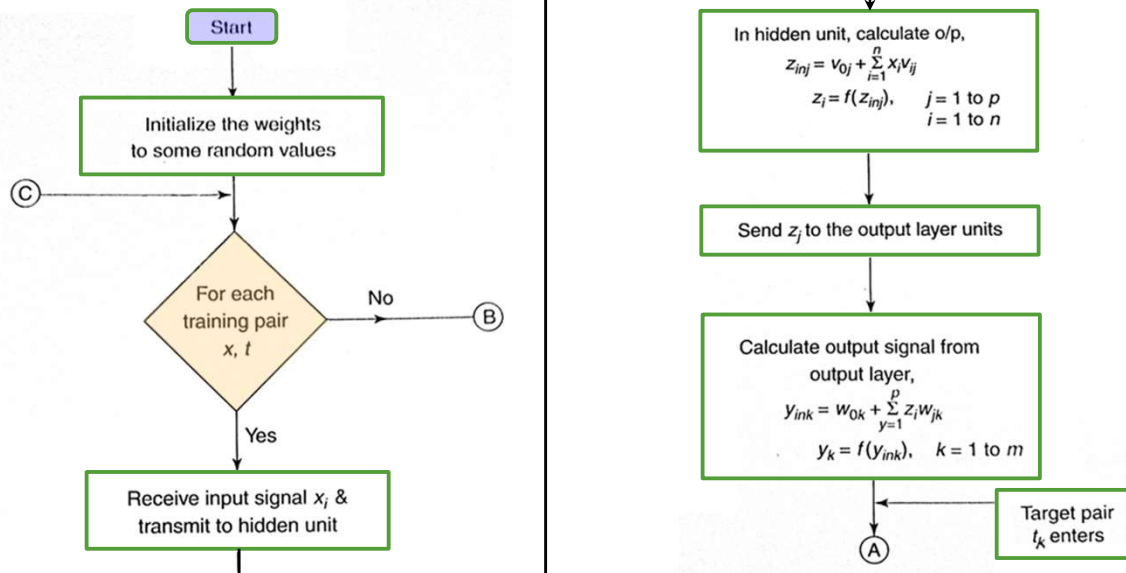 Start
Initialize the weights
to some random values
C
For each
training pair
x, t
No
B
Yes
Receive input signal xᵢ &
transmit to hidden unit
In hidden unit, calculate o/p,
z_inj = v_0j + Σ_{i=1}^{n} x_i v_ij
z_i = f(z_inj), j = 1 to p
i = 1 to n
Send z_j to the output layer units
Calculate output signal from
output layer,
y_ink = w_0k + Σ_{y=1}^{p} z_i w_jk
y_k = f(y_ink), k = 1 to m
Target pair
t_k enters
A